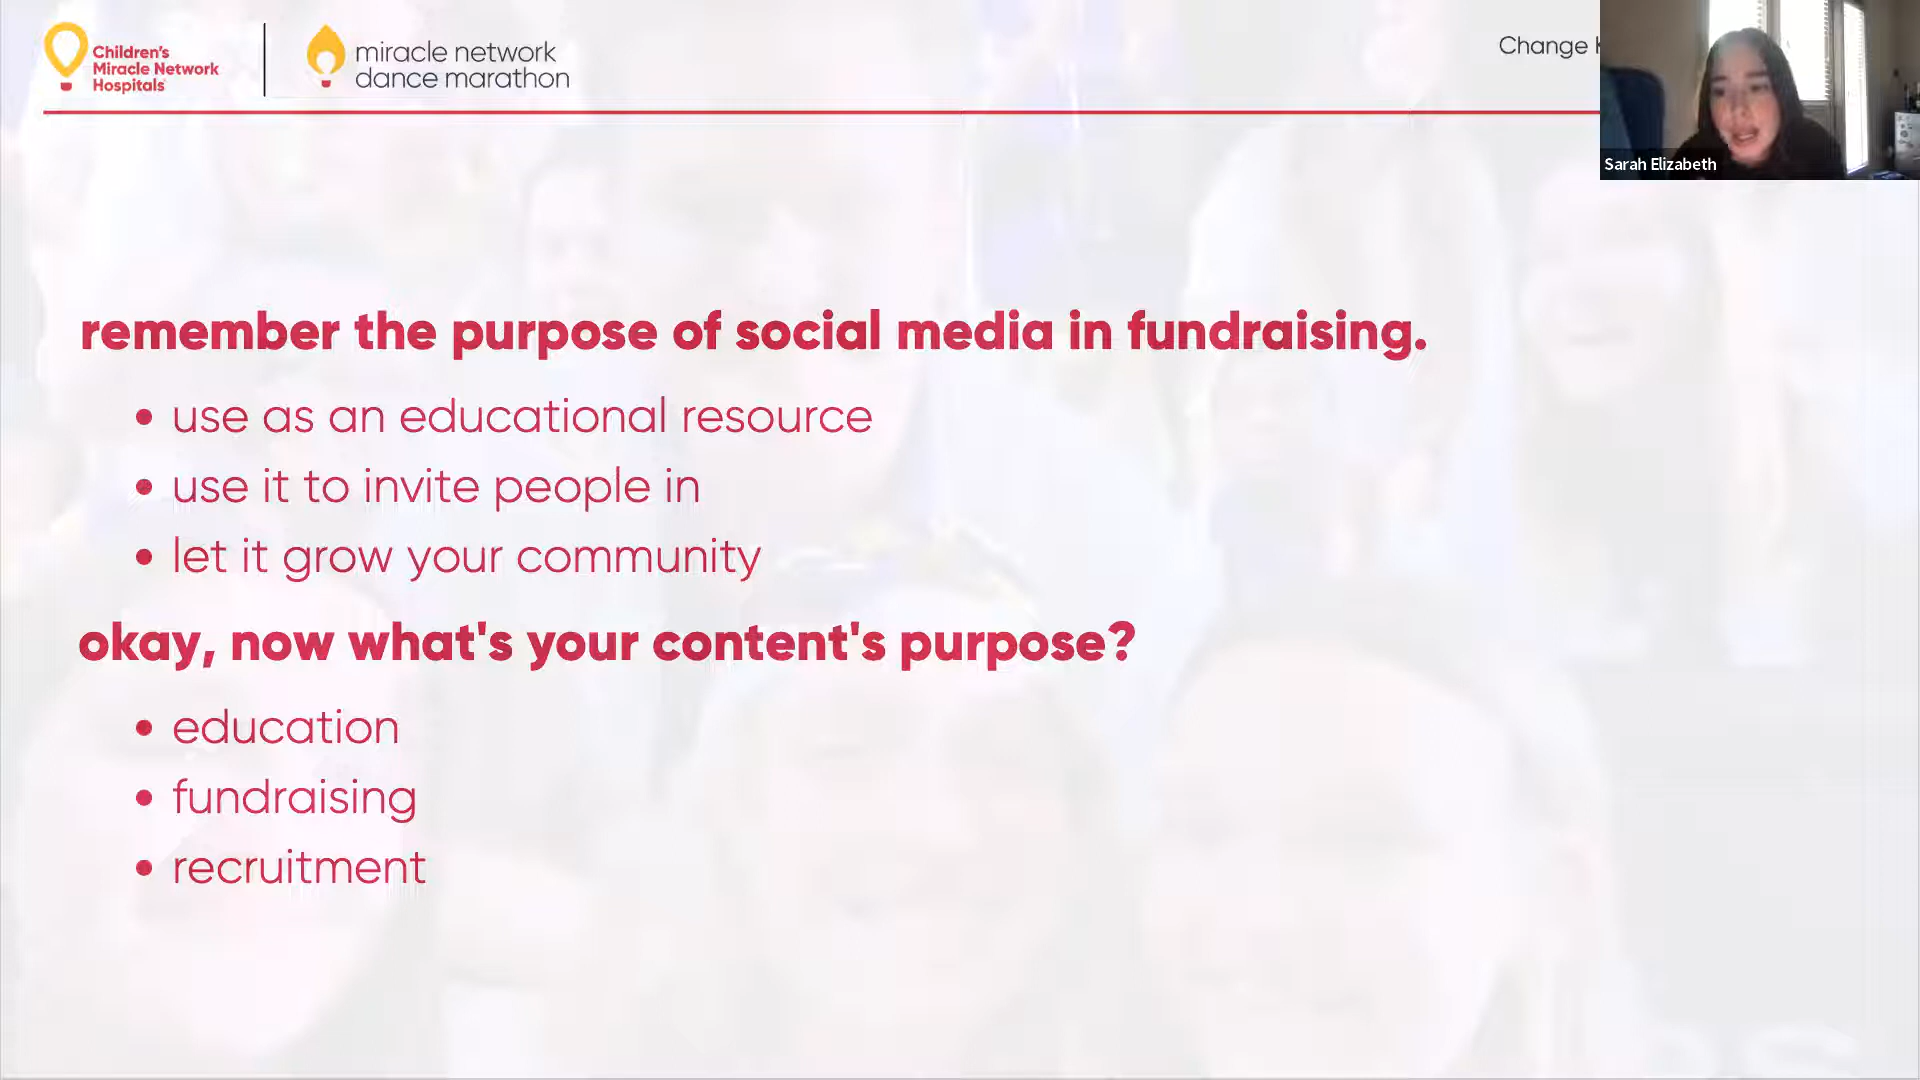 Children's
Miracle Network
Hospitals
miracle network
dance marathon
Change
Sarah Elizabeth
remember the purpose of social media in fundraising.
• use as an educational resource
• use it to invite people in
• let it grow your community
okay, now what's your content's purpose?
• education
• fundraising
• recruitment